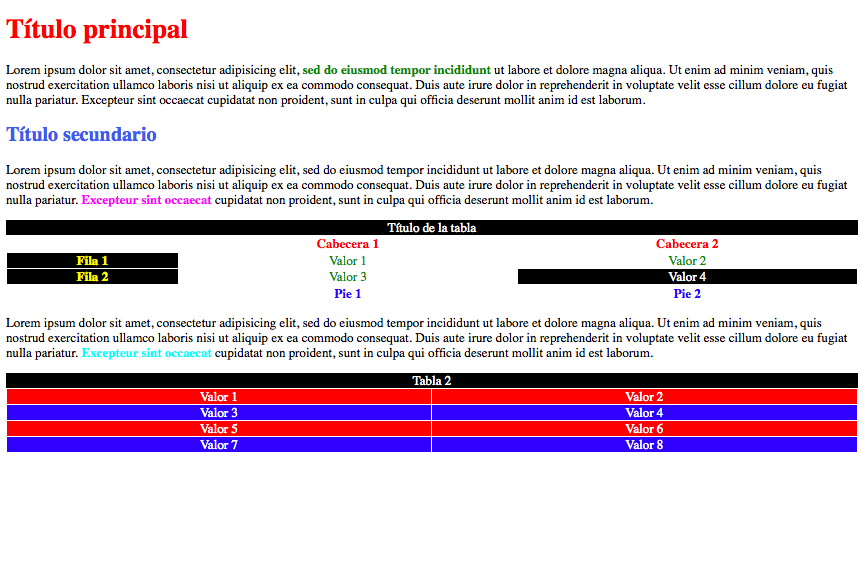 Título principal
Lorem ipsum dolor sit amet, consectetur adipisicing elit, sed do eiusmod tempor incididunt ut labore et dolore magna aliqua. Ut enim ad minim veniam, quis
nostrud exercitation ullamco laboris nisi ut aliquip ex ea commodo consequat. Duis aute irure dolor in reprehenderit in voluptate velit esse cillum dolore eu fugiat
nulla pariatur. Excepteur sint occaecat cupidatat non proident, sunt in culpa qui officia deserunt mollit anim id est laborum.
Título secundario
Lorem ipsum dolor sit amet, consectetur adipisicing elit, sed do eiusmod tempor incididunt ut labore et dolore magna aliqua. Ut enim ad minim veniam, quis
nostrud exercitation ullamco laboris nisi ut aliquip ex ea commodo consequat. Duis aute irure dolor in reprehenderit in voluptate velit esse cillum dolore eu fugiat
nulla pariatur. Excepteur sint occaecat cupidatat non proident, sunt in culpa qui officia deserunt mollit anim id est laborum.
Título de la tabla
Cabecera 1 Cabecera 2
Fila 1 Valor 1 Valor 2
Fila 2 Valor 3 Valor 4
Pie 1 Pie 2
Lorem ipsum dolor sit amet, consectetur adipisicing elit, sed do eiusmod tempor incididunt ut labore et dolore magna aliqua. Ut enim ad minim veniam, quis
nostrud exercitation ullamco laboris nisi ut aliquip ex ea commodo consequat. Duis aute irure dolor in reprehenderit in voluptate velit esse cillum dolore eu fugiat
nulla pariatur. Excepteur sint occaecat cupidatat non proident, sunt in culpa qui officia deserunt mollit anim id est laborum.
Tabla 2
Valor 1 Valor 2
Valor 3 Valor 4
Valor 5 Valor 6
Valor 7 Valor 8